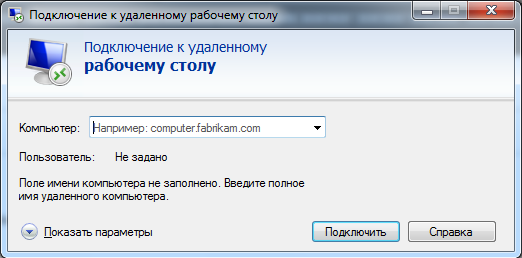 Подключение к удаленному рабочему столу
Подключение к удаленному
рабочему столу
Компьютер: Например: computer.fabrikam.com
Пользователь: Не задано
Поле имени компьютера не заполнено. Введите полное
имя удаленного компьютера.
Показать параметры Подключить Справка